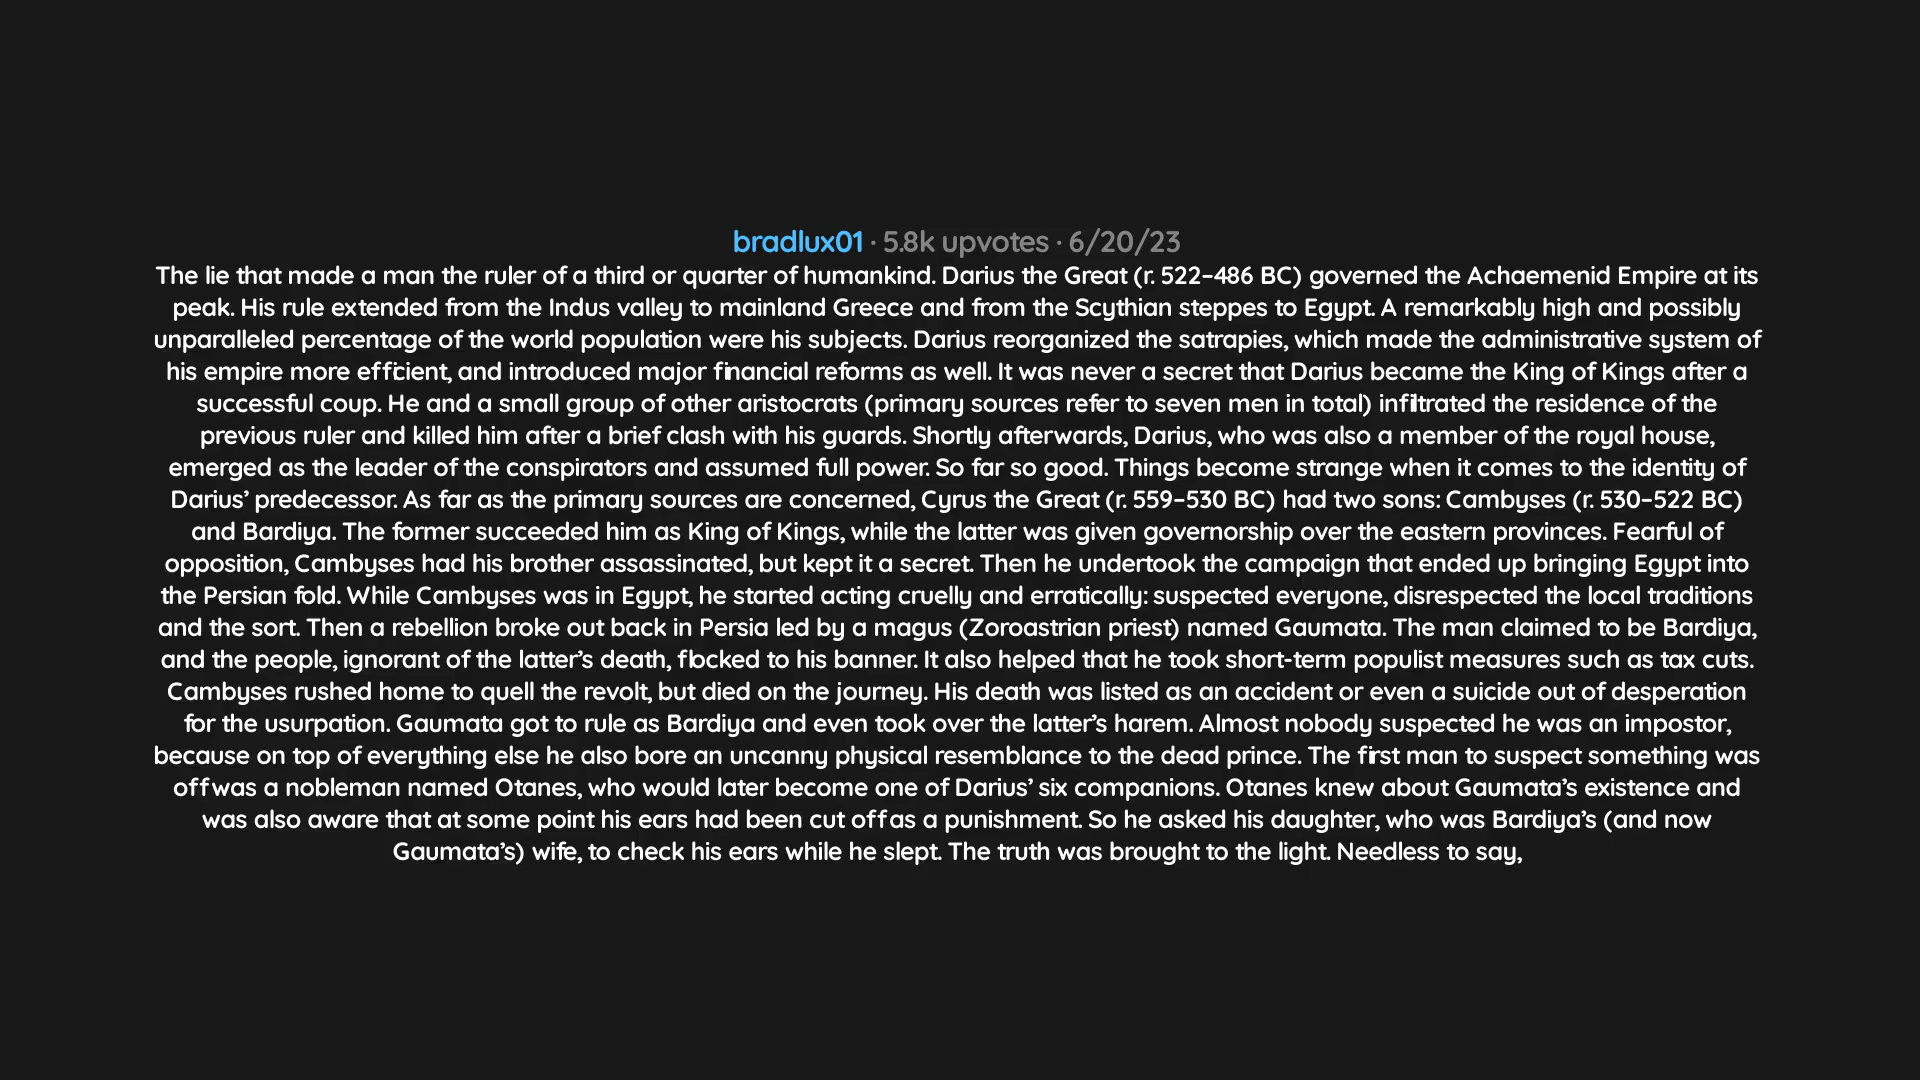 bradlux01 · 5.8k upvotes · 6/20/23
The lie that made a man the ruler of a third or quarter of humankind. Darius the Great (r. 522–486 BC) governed the Achaemenid Empire at its
peak. His rule extended from the Indus valley to mainland Greece and from the Scythian steppes to Egypt. A remarkably high and possibly
unparalleled percentage of the world population were his subjects. Darius reorganized the satrapies, which made the administrative system of
his empire more efficient, and introduced major financial reforms as well. It was never a secret that Darius became the King of Kings after a
successful coup. He and a small group of other aristocrats (primary sources refer to seven men in total) infiltrated the residence of the
previous ruler and killed him after a brief clash with his guards. Shortly afterwards, Darius, who was also a member of the royal house,
emerged as the leader of the conspirators and assumed full power. So far so good. Things become strange when it comes to the identity of
Darius’ predecessor. As far as the primary sources are concerned, Cyrus the Great (r. 559–530 BC) had two sons: Cambyses (r. 530–522 BC)
and Bardiya. The former succeeded him as King of Kings, while the latter was given governorship over the eastern provinces. Fearful of
opposition, Cambyses had his brother assassinated, but kept it a secret. Then he undertook the campaign that ended up bringing Egypt into
the Persian fold. While Cambyses was in Egypt, he started acting cruelly and erratically: suspected everyone, disrespected the local traditions
and the sort. Then a rebellion broke out back in Persia led by a magus (Zoroastrian priest) named Gaumata. The man claimed to be Bardiya,
and the people, ignorant of the latter’s death, flocked to his banner. It also helped that he took short-term populist measures such as tax cuts.
Cambyses rushed home to quell the revolt, but died on the journey. His death was listed as an accident or even a suicide out of desperation
for the usurpation. Gaumata got to rule as Bardiya and even took over the latter’s harem. Almost nobody suspected he was an impostor,
because on top of everything else he also bore an uncanny physical resemblance to the dead prince. The first man to suspect something was
off was a nobleman named Otanes, who would later become one of Darius’ six companions. Otanes knew about Gaumata’s existence and
was also aware that at some point his ears had been cut off as a punishment. So he asked his daughter, who was Bardiya’s (and now
Gaumata’s) wife, to check his ears while he slept. The truth was brought to the light. Needless to say,